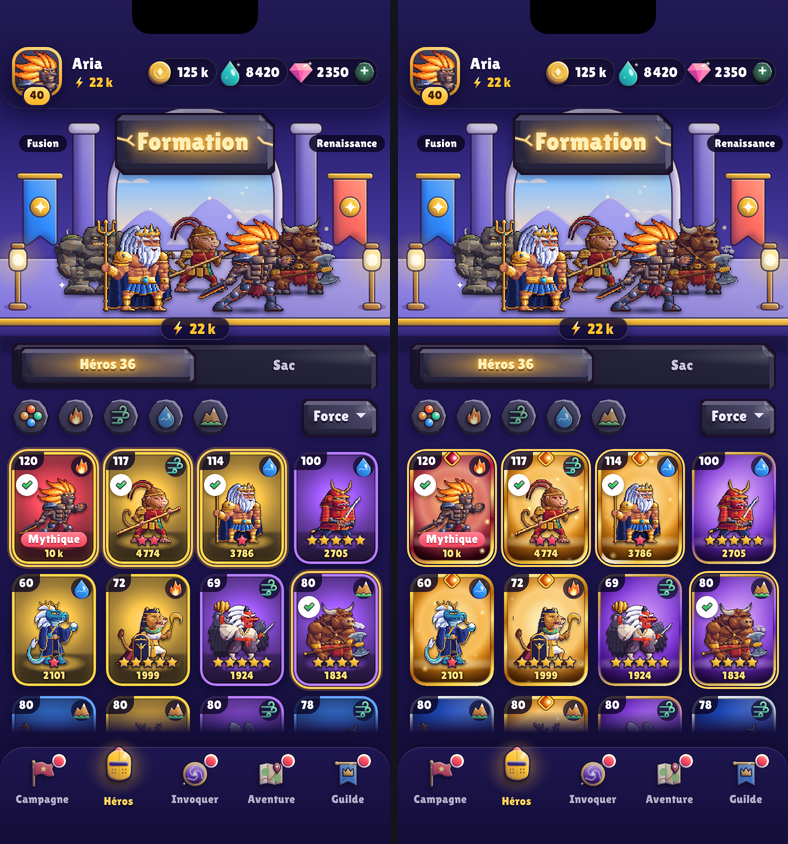 Aria
22 k
125 k
8420
2350
40
Fusion
Formation
Renaissance
22 k
Héros 36
Sac
Force
120
117
114
100
Mythique
10 k
4774
3786
2705
60
72
69
80
2101
1999
1924
1834
80
80
80
78
Campagne
Héros
Invoquer
Aventure
Guilde
Aria
22 k
125 k
8420
2350
40
Fusion
Formation
Renaissance
22 k
Héros 36
Sac
Force
120
117
114
100
Mythique
10 k
4774
3786
2705
60
72
69
80
2101
1999
1924
1834
80
80
80
78
Campagne
Héros
Invoquer
Aventure
Guilde